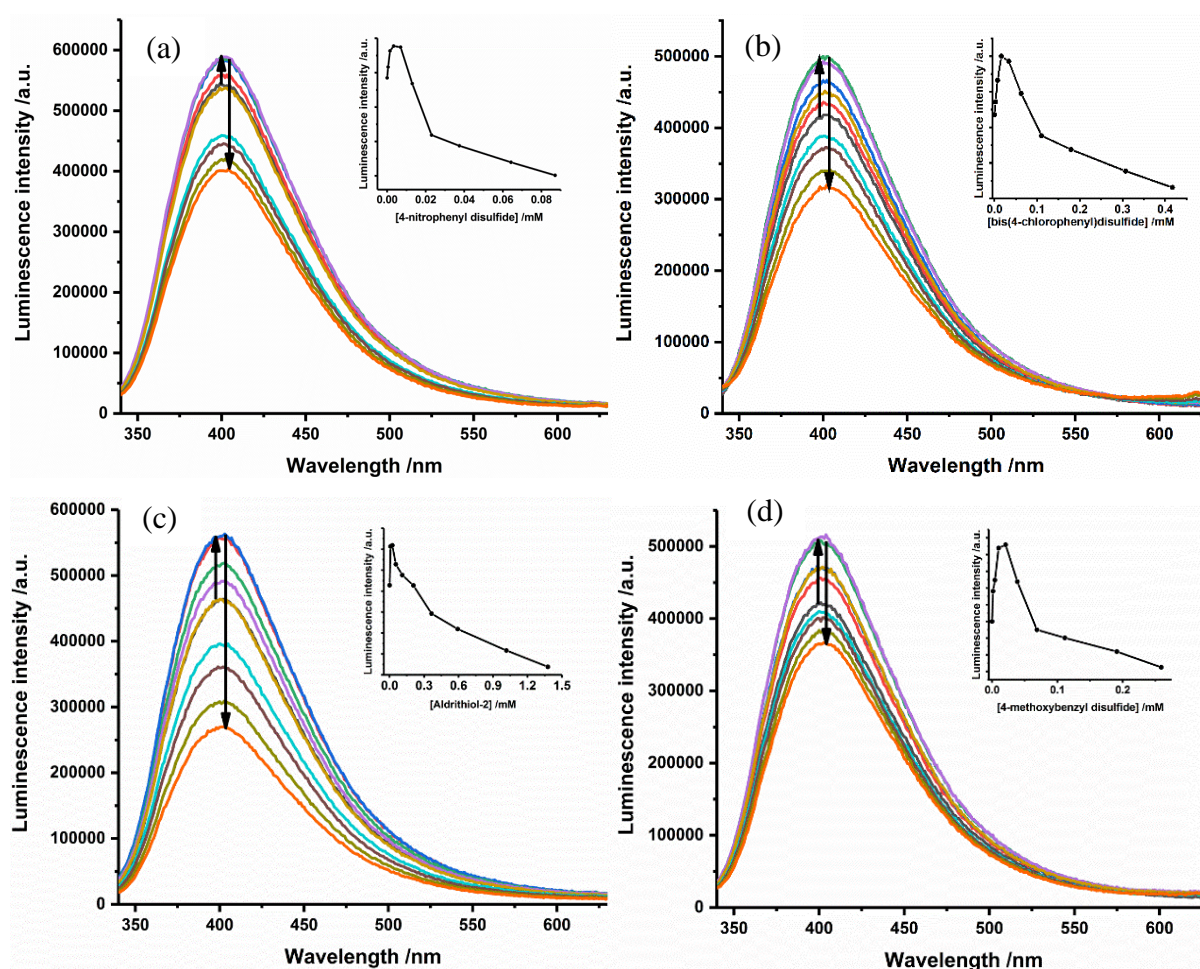 (a)
Luminescence intensity /a.u.
600000
500000
400000
300000
200000
100000
0
350 400 450 500 550 600
Wavelength /nm
Luminescence intensity /a.u.
0.00 0.02 0.04 0.06 0.08
[4-nitrophenyl disulfide] /mM
(b)
Luminescence intensity /a.u.
500000
400000
300000
200000
100000
0
350 400 450 500 550 600
Wavelength /nm
Luminescence intensity /a.u.
0.0 0.1 0.2 0.3 0.4
[bis(4-chlorophenyl)disulfide] /mM
(c)
Luminescence intensity /a.u.
600000
500000
400000
300000
200000
100000
0
350 400 450 500 550 600
Wavelength /nm
Luminescence intensity /a.u.
0.0 0.3 0.6 0.9 1.2 1.5
[Aldrithiol-2] /mM
(d)
Luminescence intensity /a.u.
500000
400000
300000
200000
100000
0
350 400 450 500 550 600
Wavelength /nm
Luminescence intensity /a.u.
0.0 0.1 0.2
[4-methoxybenzyl disulfide] /mM